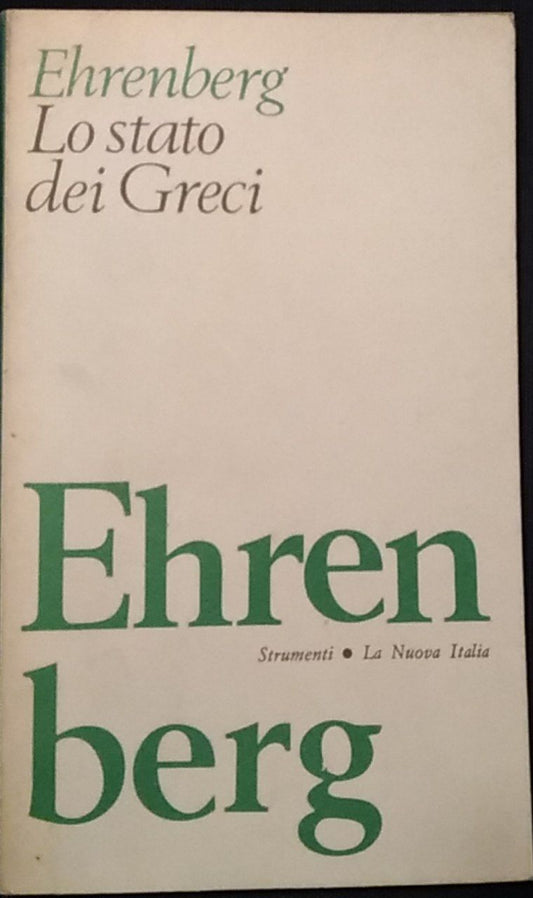 Ehrenberg
Lo stato
dei Greci
Ehren
Strumenti ● La Nuova Italia
berg